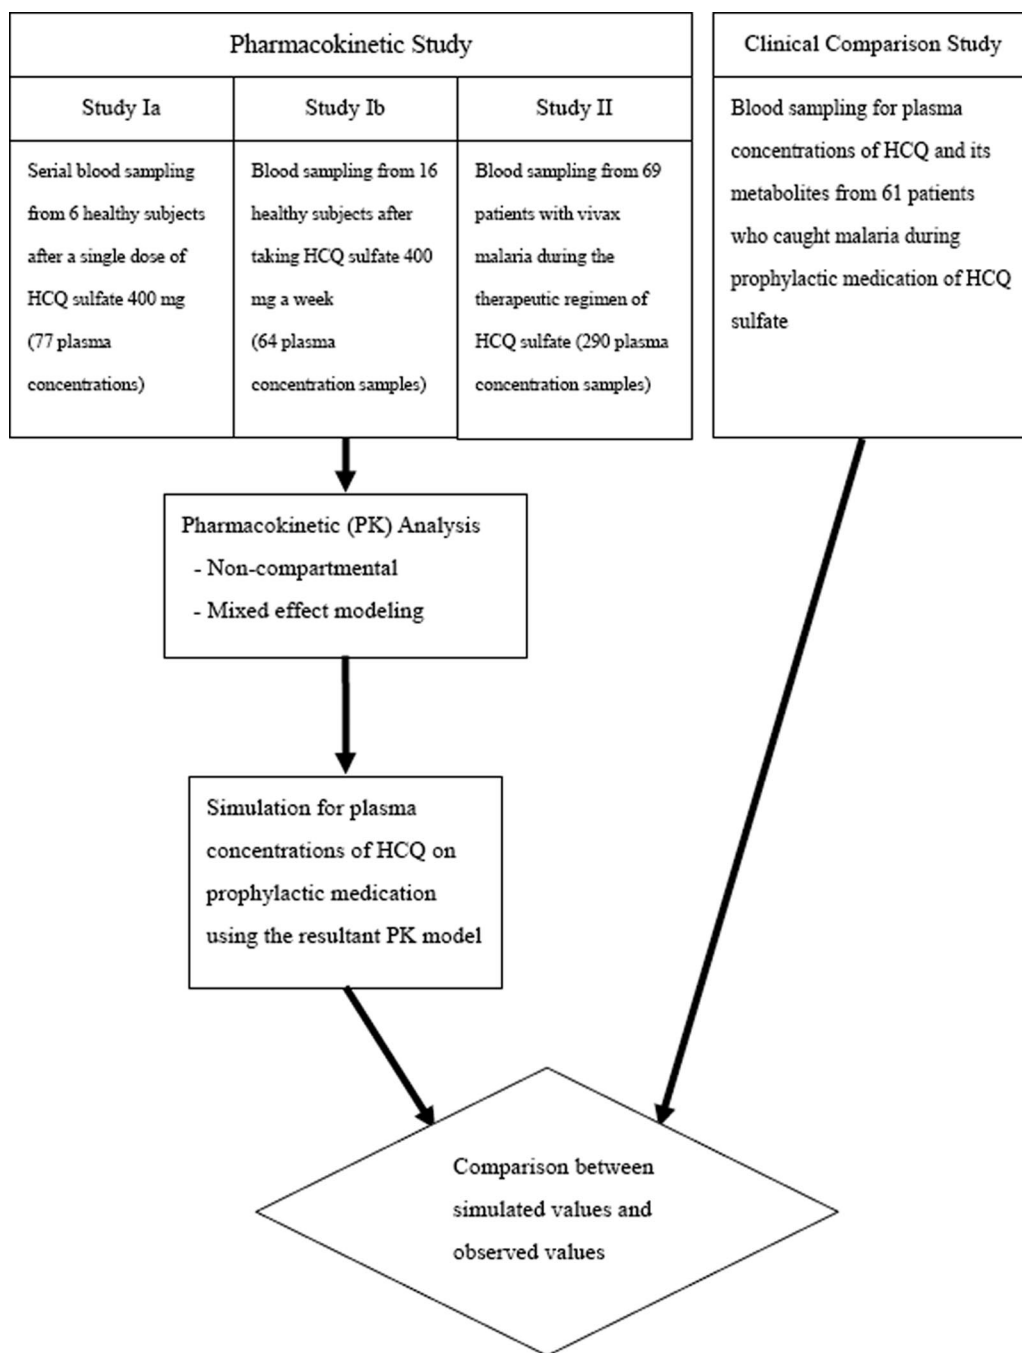 Pharmacokinetic Study
Study Ia
Serial blood sampling
from 6 healthy subjects
after a single dose of
HCQ sulfate 400 mg
(77 plasma
concentrations)
Study Ib
Blood sampling from 16
healthy subjects after
taking HCQ sulfate 400
mg a week
(64 plasma
concentration samples)
Study II
Blood sampling from 69
patients with vivax
malaria during the
therapeutic regimen of
HCQ sulfate (290 plasma
concentration samples)
Clinical Comparison Study
Blood sampling for plasma
concentrations of HCQ and its
metabolites from 61 patients
who caught malaria during
prophylactic medication of HCQ
sulfate
Pharmacokinetic (PK) Analysis
- Non-compartmental
- Mixed effect modeling
Simulation for plasma
concentrations of HCQ on
prophylactic medication
using the resultant PK model
Comparison between
simulated values and
observed values